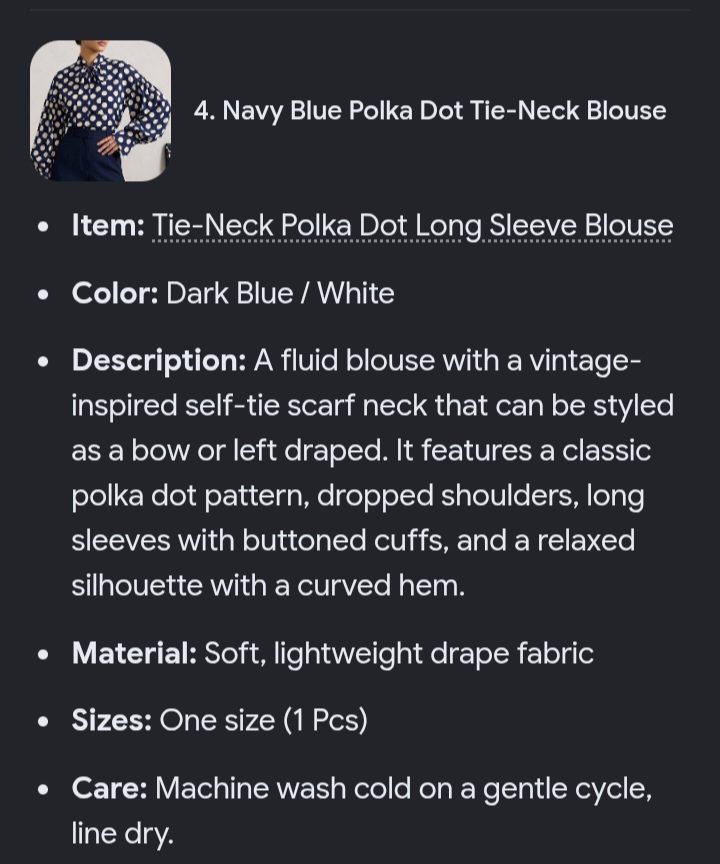 4. Navy Blue Polka Dot Tie-Neck Blouse
• Item: Tie-Neck Polka Dot Long Sleeve Blouse
• Color: Dark Blue / White
• Description: A fluid blouse with a vintage-
inspired self-tie scarf neck that can be styled
as a bow or left draped. It features a classic
polka dot pattern, dropped shoulders, long
sleeves with buttoned cuffs, and a relaxed
silhouette with a curved hem.
• Material: Soft, lightweight drape fabric
• Sizes: One size (1 Pcs)
• Care: Machine wash cold on a gentle cycle,
line dry.